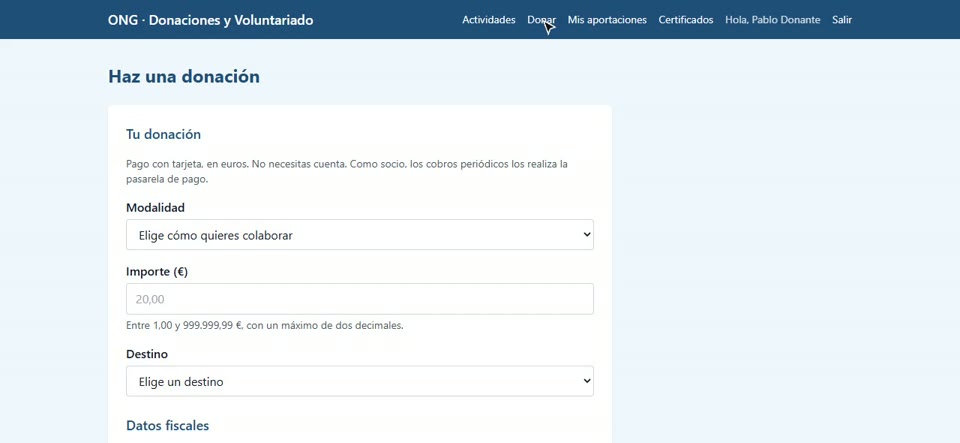 ONG · Donaciones y Voluntariado
Actividades Donar Mis aportaciones Certificados Hola, Pablo Donante Salir
Haz una donación
Tu donación
Pago con tarjeta, en euros. No necesitas cuenta. Como socio, los cobros periódicos los realiza la
pasarela de pago.
Modalidad
Elige cómo quieres colaborar
Importe (€)
20,00
Entre 1,00 y 999.999,99 €, con un máximo de dos decimales.
Destino
Elige un destino
Datos fiscales